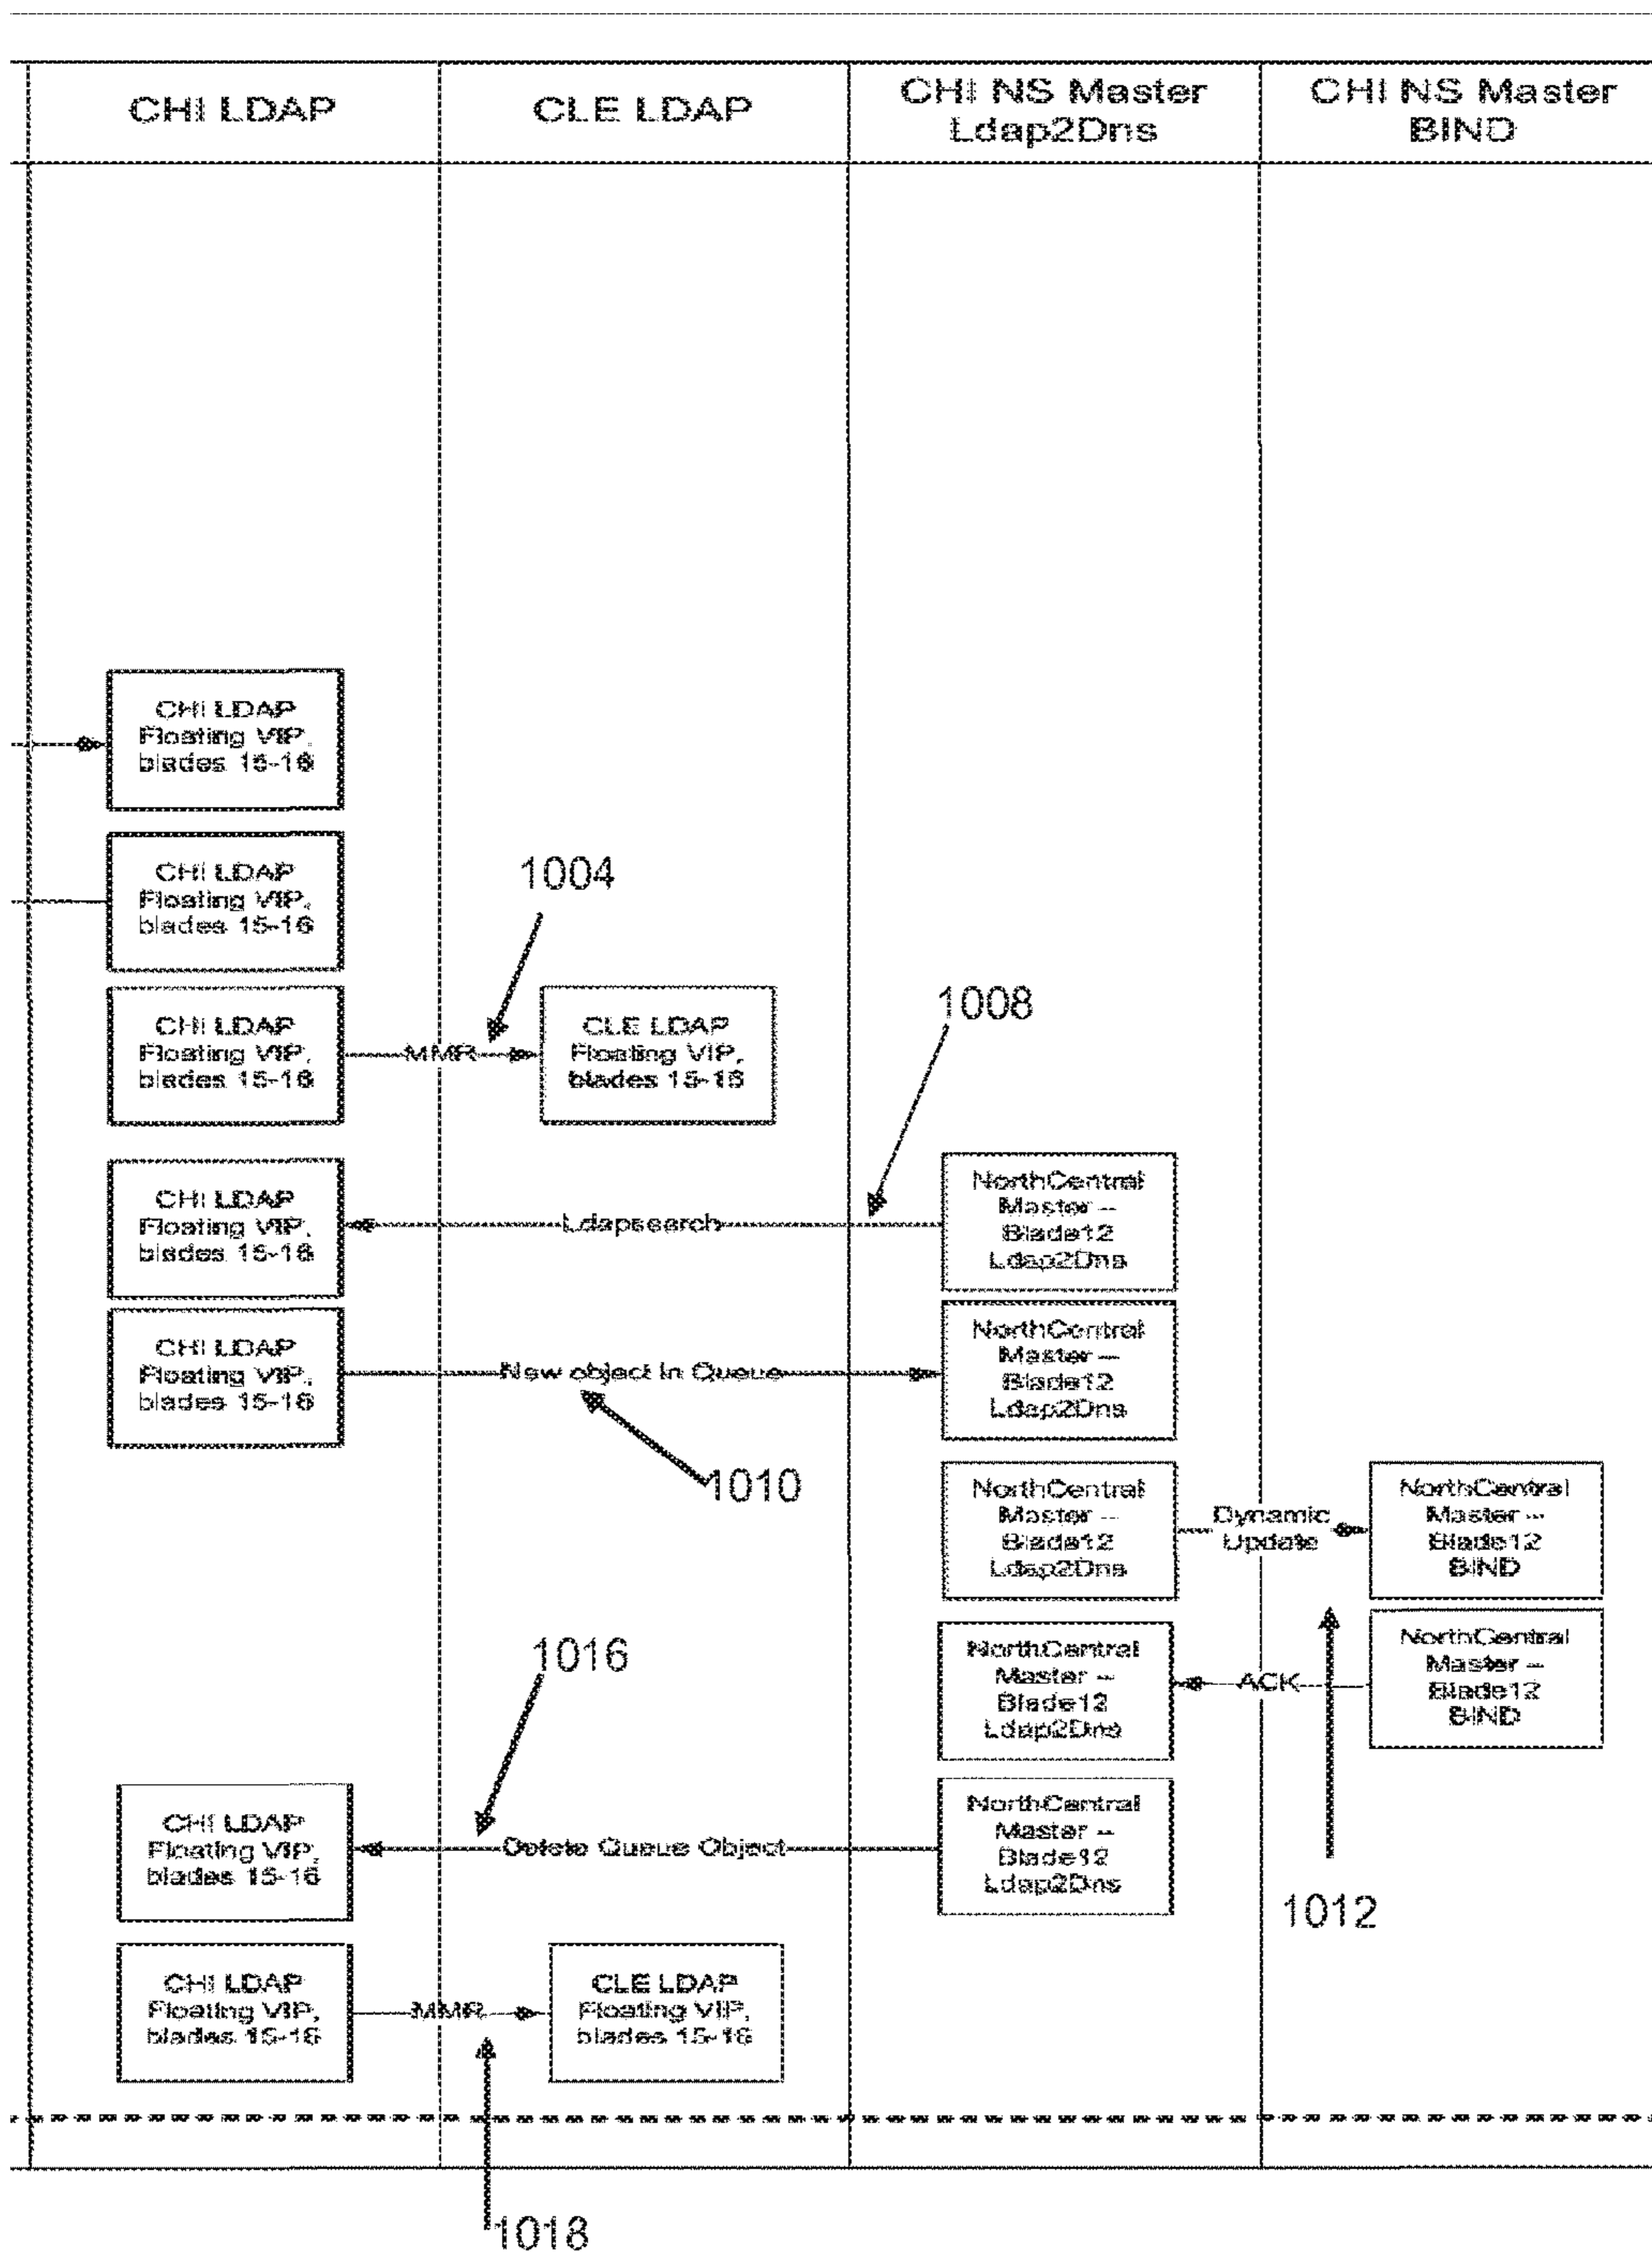 CHI LDAP
CLE LDAP
CHI NS Master
Ldap2Dns
CHI NS Master
BIND
CHI LDAP
Floating VIP,
blades 15-16
CHI LDAP
Floating VIP,
blades 15-16
1004
CHI LDAP
Floating VIP,
blades 15-16
MMR
CLE LDAP
Floating VIP,
blades 15-16
1008
CHI LDAP
Floating VIP,
blades 15-16
Ldapsearch
NorthCentral
Master –
Blade12
Ldap2Dns
CHI LDAP
Floating VIP,
blades 15-16
New object in Queue
NorthCentral
Master –
Blade12
Ldap2Dns
1010
NorthCentral
Master –
Blade12
Ldap2Dns
Dynamic
Update
NorthCentral
Master –
Blade12
BIND
1016
NorthCentral
Master –
Blade12
Ldap2Dns
ACK
NorthCentral
Master –
Blade12
BIND
CHI LDAP
Floating VIP,
blades 15-16
Delete Queue Object
NorthCentral
Master –
Blade12
Ldap2Dns
1012
CHI LDAP
Floating VIP,
blades 15-16
MMR
CLE LDAP
Floating VIP,
blades 15-16
1018